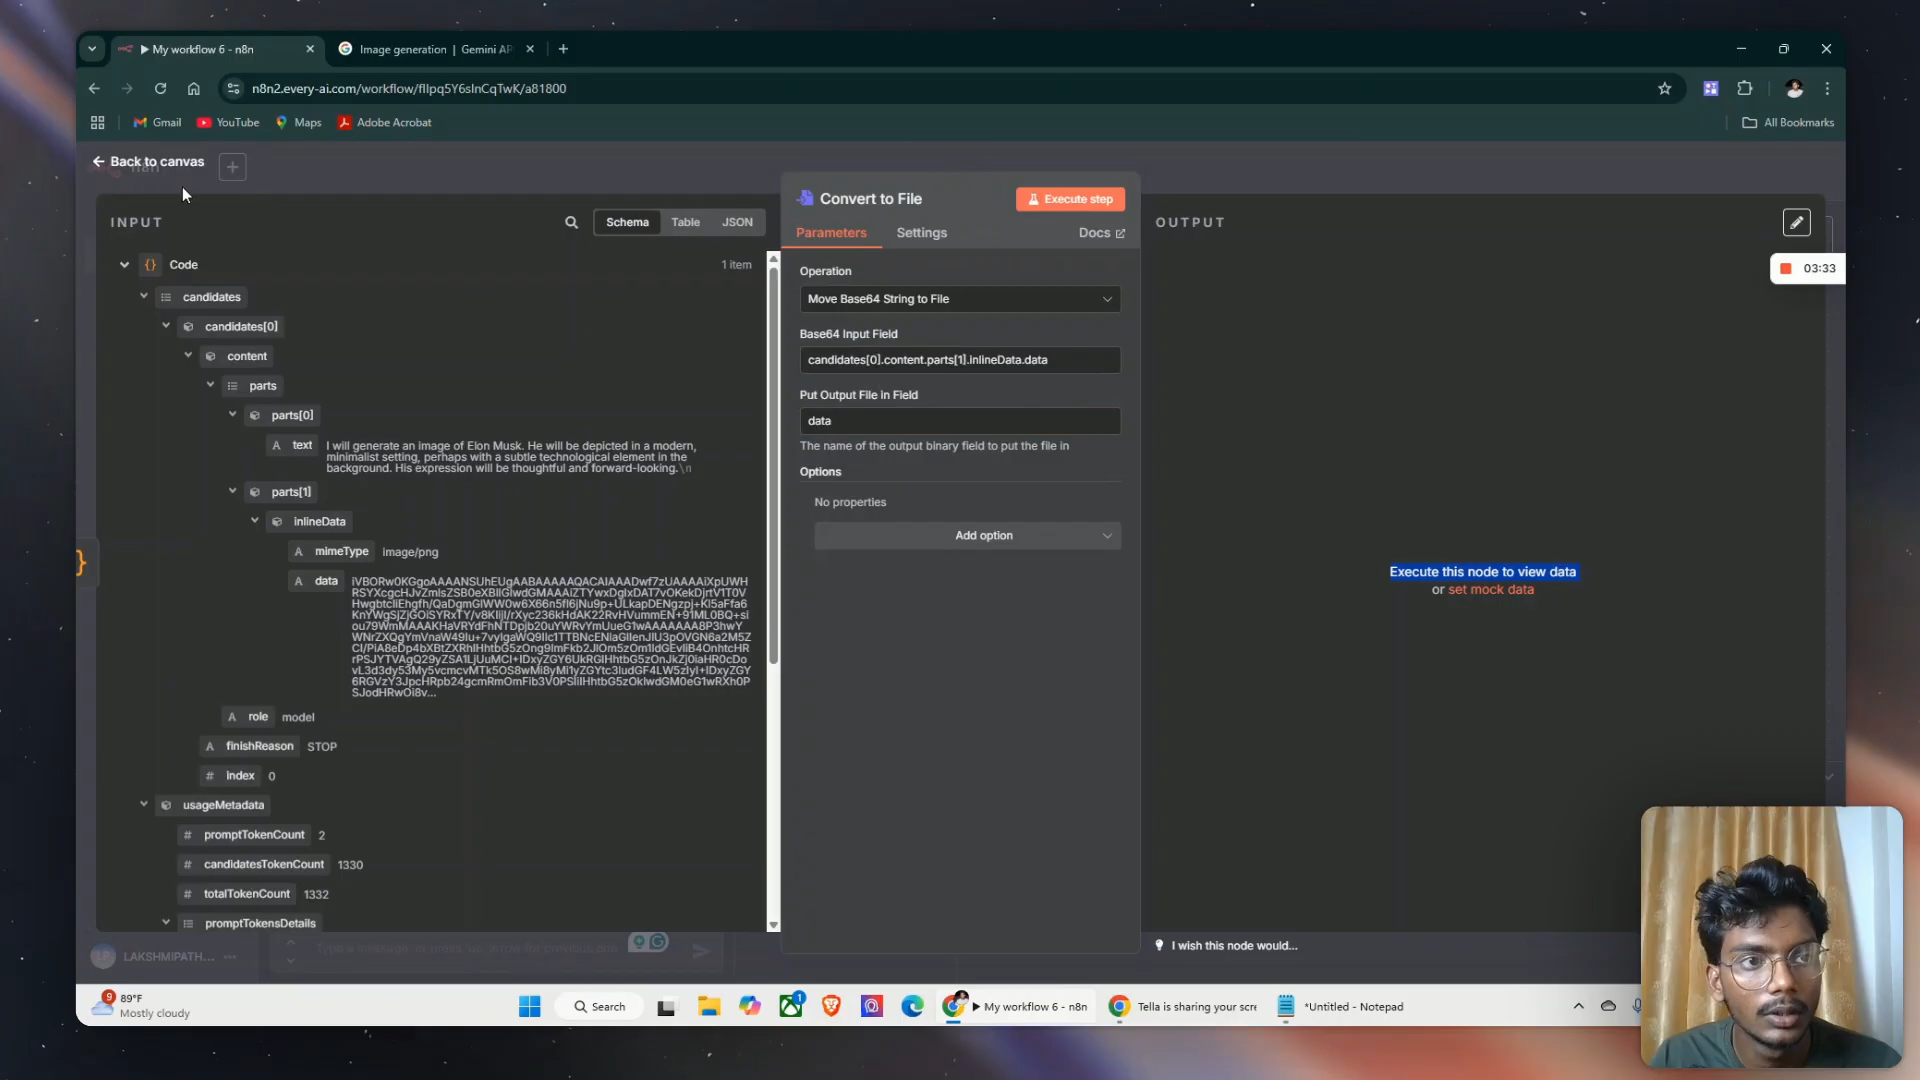 My workflow 6 - n8n
Image generation | Gemini AP
n8n2.every-ai.com/workflow/fIlpq5Y6slnCqTwK/a81800
Gmail
YouTube
Maps
Adobe Acrobat
All Bookmarks
Back to canvas
n8n
INPUT
Schema
Table
JSON
Code
1 item
candidates
candidates[0]
content
parts
parts[0]
A text
I will generate an image of Elon Musk. He will be depicted in a modern,
minimalist setting, perhaps with a subtle technological element in the
background. His expression will be thoughtful and forward-looking.\n
parts[1]
inlineData
A mimeType image/png
A data
A role model
A finishReason STOP
# index 0
usageMetadata
# promptTokenCount 2
# candidatesTokenCount 1330
# totalTokenCount 1332
promptTokensDetails
Convert to File
Execute step
Parameters
Settings
Docs
Operation
Move Base64 String to File
Base64 Input Field
candidates[0].content.parts[1].inlineData.data
Put Output File in Field
data
The name of the output binary field to put the file in
Options
No properties
Add option
OUTPUT
03:33
Execute this node to view data
or set mock data
I wish this node would...
LAKSHMIPATH...
89°F
Mostly cloudy
9
Search
1
My workflow 6 - n8n
Tella is sharing your scre
*Untitled - Notepad